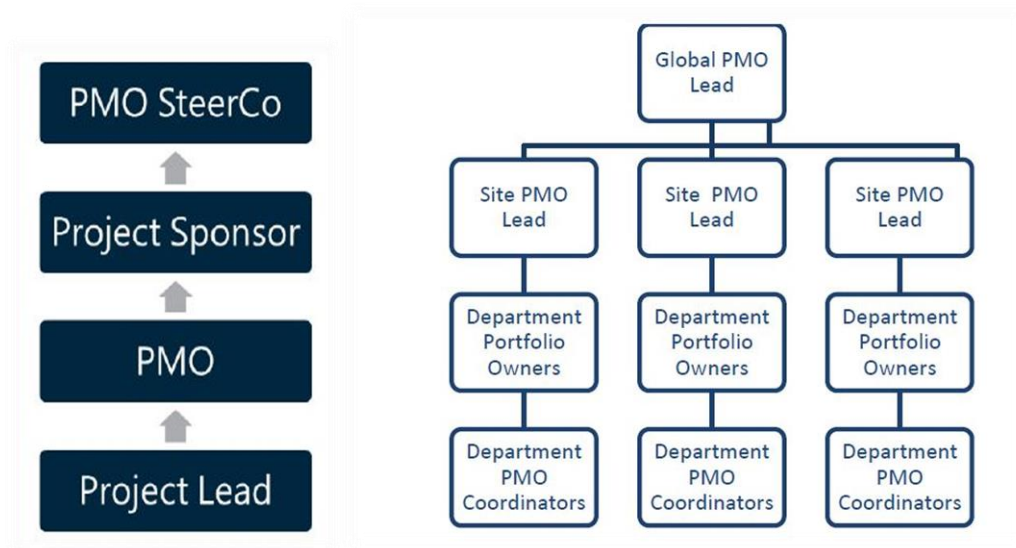 PMO SteerCo
Project Sponsor
PMO
Project Lead
Global PMO
Lead
Site PMO
Lead
Site PMO
Lead
Site PMO
Lead
Department
Portfolio
Owners
Department
Portfolio
Owners
Department
Portfolio
Owners
Department
PMO
Coordinators
Department
PMO
Coordinators
Department
PMO
Coordinators